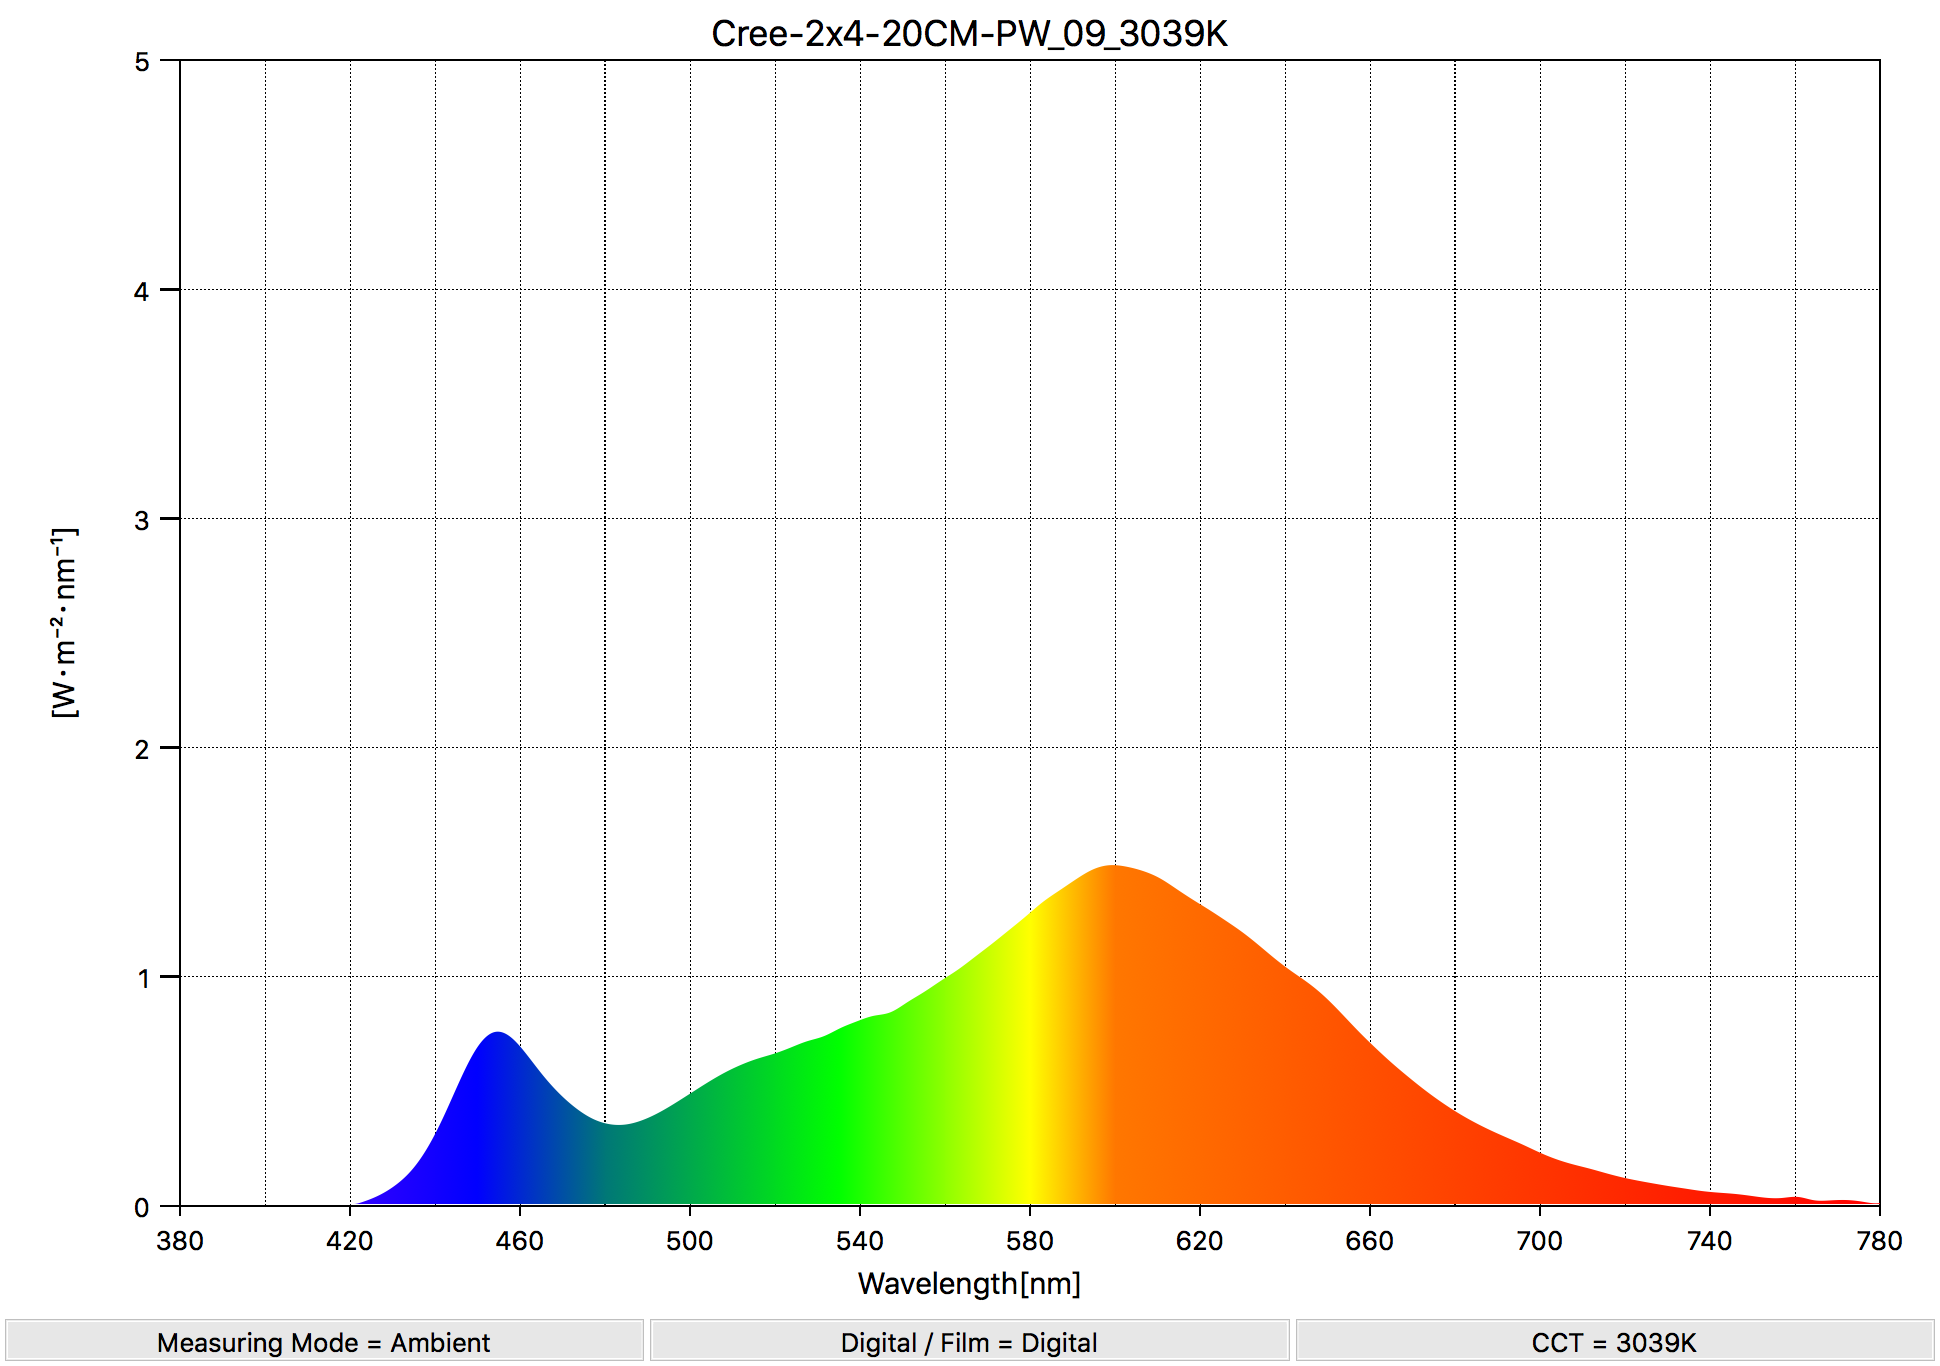 Cree-2x4-20CM-PW_09_3039K
5
4
3
2
1
0
[W·m⁻²·nm⁻¹]
380 420 460 500 540 580 620 660 700 740 780
Wavelength[nm]
Measuring Mode = Ambient
Digital / Film = Digital
CCT = 3039K